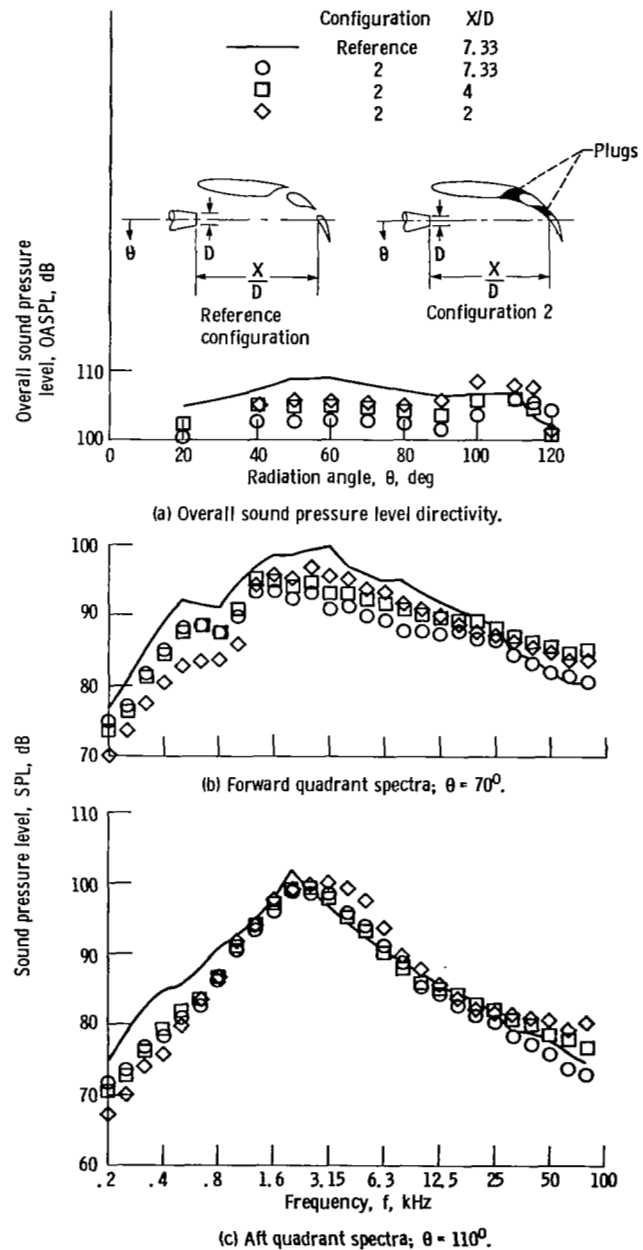 Configuration X/D
Reference 7.33
2 7.33
2 4
2 2
Plugs
θ D X/D
Reference configuration
θ D X/D
Configuration 2
Overall sound pressure level, OASPL, dB
110
100
0 20 40 60 80 100 120
Radiation angle, θ, deg
(a) Overall sound pressure level directivity.
Sound pressure level, SPL, dB
100
90
80
70
(b) Forward quadrant spectra; θ = 70⁰.
110
100
90
80
70
60
.2 .4 .8 1.6 3.15 6.3 12.5 25 50 100
Frequency, f, kHz
(c) Aft quadrant spectra; θ = 110⁰.